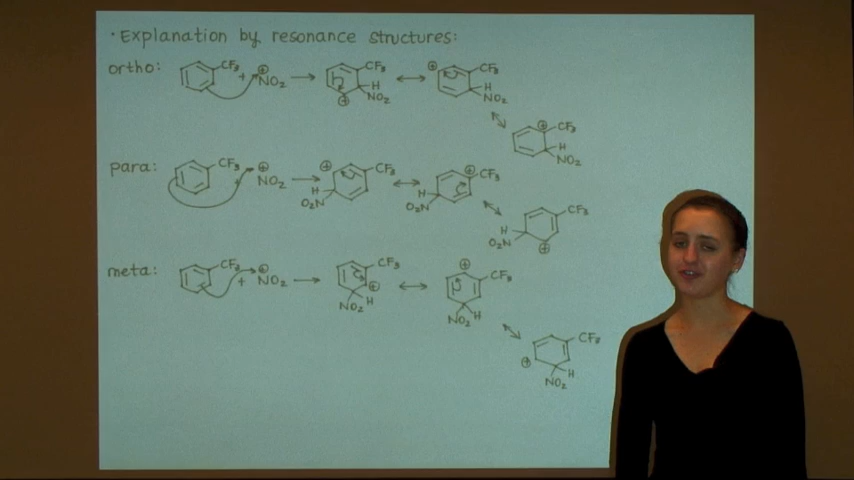 · Explanation by resonance structures:
ortho: CF₃ + ⊕NO₂ → CF₃ H NO₂ ⊕ ↔ ⊕ CF₃ H NO₂
↔ ⊕ CF₃ H NO₂
para: CF₃ + ⊕NO₂ → ⊕ CF₃ H O₂N ↔ ⊕ CF₃ H O₂N
↔ CF₃ H O₂N ⊕
meta: CF₃ + ⊕NO₂ → CF₃ ⊕ H NO₂ ↔ ⊕ CF₃ H NO₂
↔ CF₃ ⊕ H NO₂